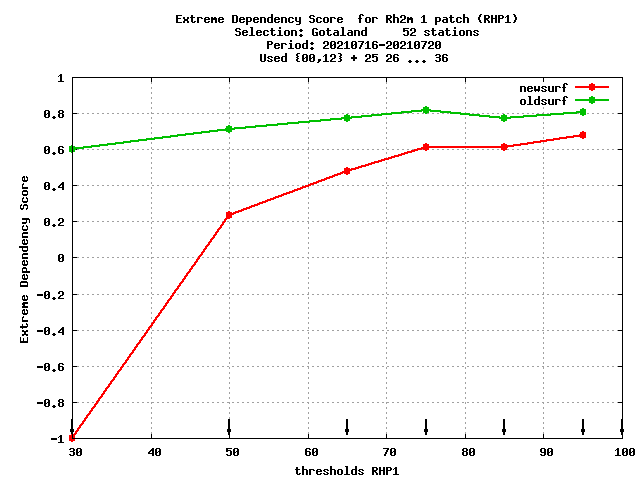 Extreme Dependency Score  for Rh2m 1 patch (RHP1)
Selection: Gotaland     52 stations
Period: 20210716-20210720
Used {00,12} + 25 26 ... 36
newsurf
oldsurf
1
0.8
0.6
0.4
0.2
0
-0.2
-0.4
-0.6
-0.8
-1
Extreme Dependency Score
30 40 50 60 70 80 90 100
thresholds RHP1